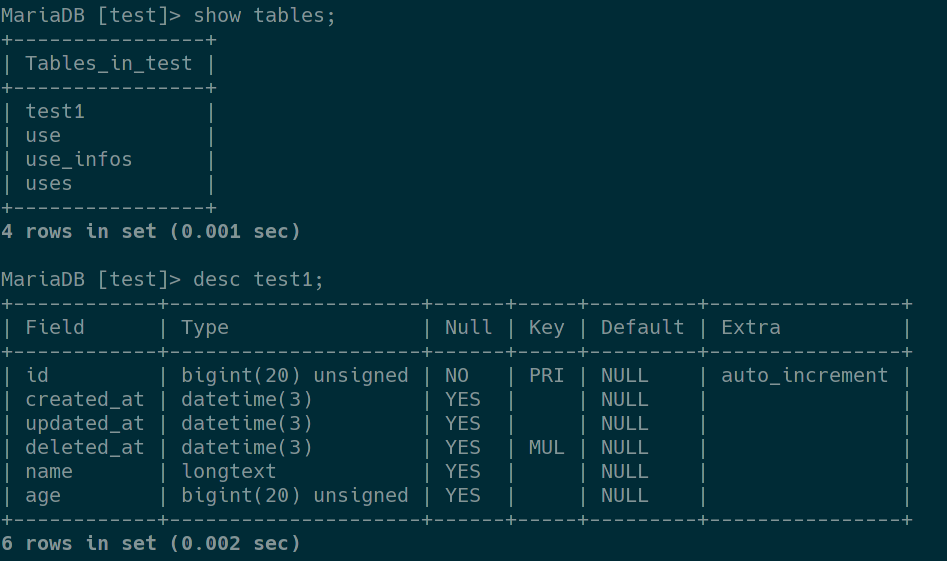 MariaDB [test]> show tables;
+----------------+
| Tables_in_test |
+----------------+
| test1          |
| use            |
| use_infos      |
| uses           |
+----------------+
4 rows in set (0.001 sec)

MariaDB [test]> desc test1;
+------------+---------------------+------+-----+---------+----------------+
| Field      | Type                | Null | Key | Default | Extra          |
+------------+---------------------+------+-----+---------+----------------+
| id         | bigint(20) unsigned | NO   | PRI | NULL    | auto_increment |
| created_at | datetime(3)         | YES  |     | NULL    |                |
| updated_at | datetime(3)         | YES  |     | NULL    |                |
| deleted_at | datetime(3)         | YES  | MUL | NULL    |                |
| name       | longtext            | YES  |     | NULL    |                |
| age        | bigint(20) unsigned | YES  |     | NULL    |                |
+------------+---------------------+------+-----+---------+----------------+
6 rows in set (0.002 sec)